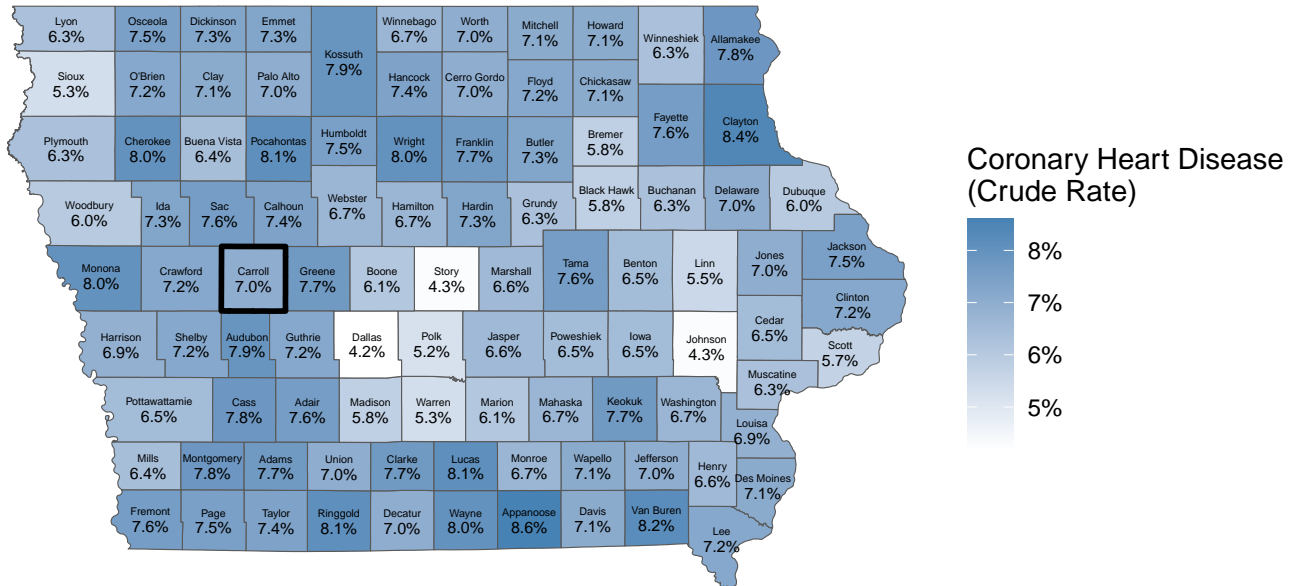 Lyon
6.3%
Osceola
7.5%
Dickinson
7.3%
Emmet
7.3%
Kossuth
7.9%
Winnebago
6.7%
Worth
7.0%
Mitchell
7.1%
Howard
7.1%
Winneshiek
6.3%
Allamakee
7.8%
Sioux
5.3%
O'Brien
7.2%
Clay
7.1%
Palo Alto
7.0%
Hancock
7.4%
Cerro Gordo
7.0%
Floyd
7.2%
Chickasaw
7.1%
Fayette
7.6%
Clayton
8.4%
Plymouth
6.3%
Cherokee
8.0%
Buena Vista
6.4%
Pocahontas
8.1%
Humboldt
7.5%
Wright
8.0%
Franklin
7.7%
Butler
7.3%
Bremer
5.8%
Woodbury
6.0%
Ida
7.3%
Sac
7.6%
Calhoun
7.4%
Webster
6.7%
Hamilton
6.7%
Hardin
7.3%
Grundy
6.3%
Black Hawk
5.8%
Buchanan
6.3%
Delaware
7.0%
Dubuque
6.0%
Monona
8.0%
Crawford
7.2%
Carroll
7.0%
Greene
7.7%
Boone
6.1%
Story
4.3%
Marshall
6.6%
Tama
7.6%
Benton
6.5%
Linn
5.5%
Jones
7.0%
Jackson
7.5%
Clinton
7.2%
Harrison
6.9%
Shelby
7.2%
Audubon
7.9%
Guthrie
7.2%
Dallas
4.2%
Polk
5.2%
Jasper
6.6%
Poweshiek
6.5%
Iowa
6.5%
Johnson
4.3%
Cedar
6.5%
Scott
5.7%
Muscatine
6.3%
Pottawattamie
6.5%
Cass
7.8%
Adair
7.6%
Madison
5.8%
Warren
5.3%
Marion
6.1%
Mahaska
6.7%
Keokuk
7.7%
Washington
6.7%
Louisa
6.9%
Mills
6.4%
Montgomery
7.8%
Adams
7.7%
Union
7.0%
Clarke
7.7%
Lucas
8.1%
Monroe
6.7%
Wapello
7.1%
Jefferson
7.0%
Henry
6.6%
Des Moines
7.1%
Fremont
7.6%
Page
7.5%
Taylor
7.4%
Ringgold
8.1%
Decatur
7.0%
Wayne
8.0%
Appanoose
8.6%
Davis
7.1%
Van Buren
8.2%
Lee
7.2%
Coronary Heart Disease
(Crude Rate)
8%
7%
6%
5%